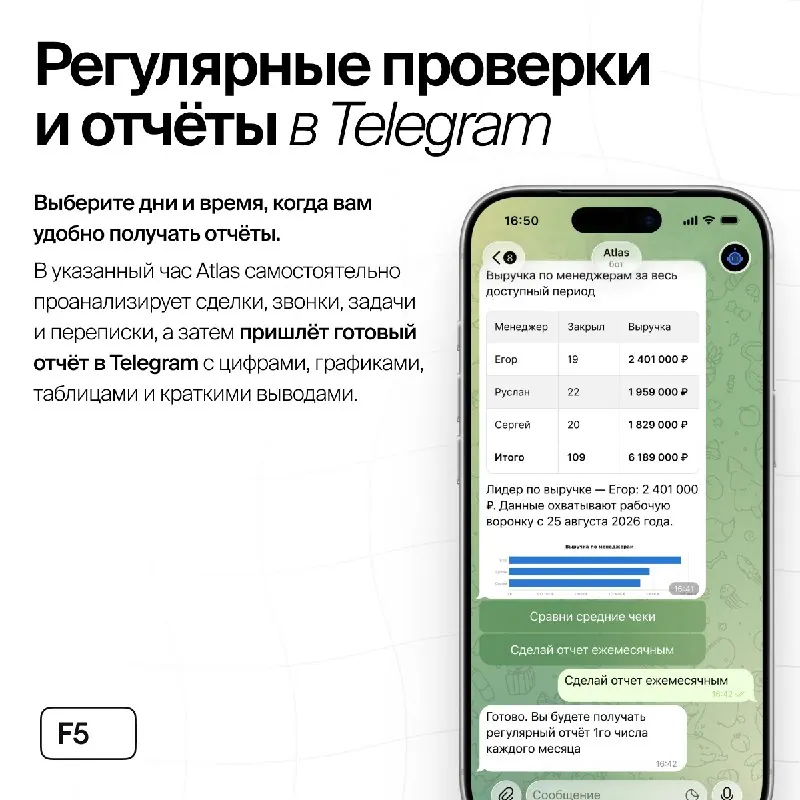 Регулярные проверки
и отчёты в Telegram
Выберите дни и время, когда вам
удобно получать отчёты.
В указанный час Atlas самостоятельно
проанализирует сделки, звонки, задачи
и переписки, а затем пришлёт готовый
отчёт в Telegram с цифрами, графиками,
таблицами и краткими выводами.
F5
16:50
8
Atlas
бот
Выручка по менеджерам за весь
доступный период
Менеджер Закрыл Выручка
Егор 19 2 401 000 ₽
Руслан 22 1 959 000 ₽
Сергей 20 1 829 000 ₽
Итого 109 6 189 000 ₽
Лидер по выручке — Егор: 2 401 000
₽. Данные охватывают рабочую
воронку с 25 августа 2026 года.
Выручка по менеджерам
16:41
Сравни средние чеки
Сделай отчет ежемесячным
Сделай отчет ежемесячным
16:42
Готово. Вы будете получать
регулярный отчёт 1го числа
каждого месяца
16:42
Сообщение